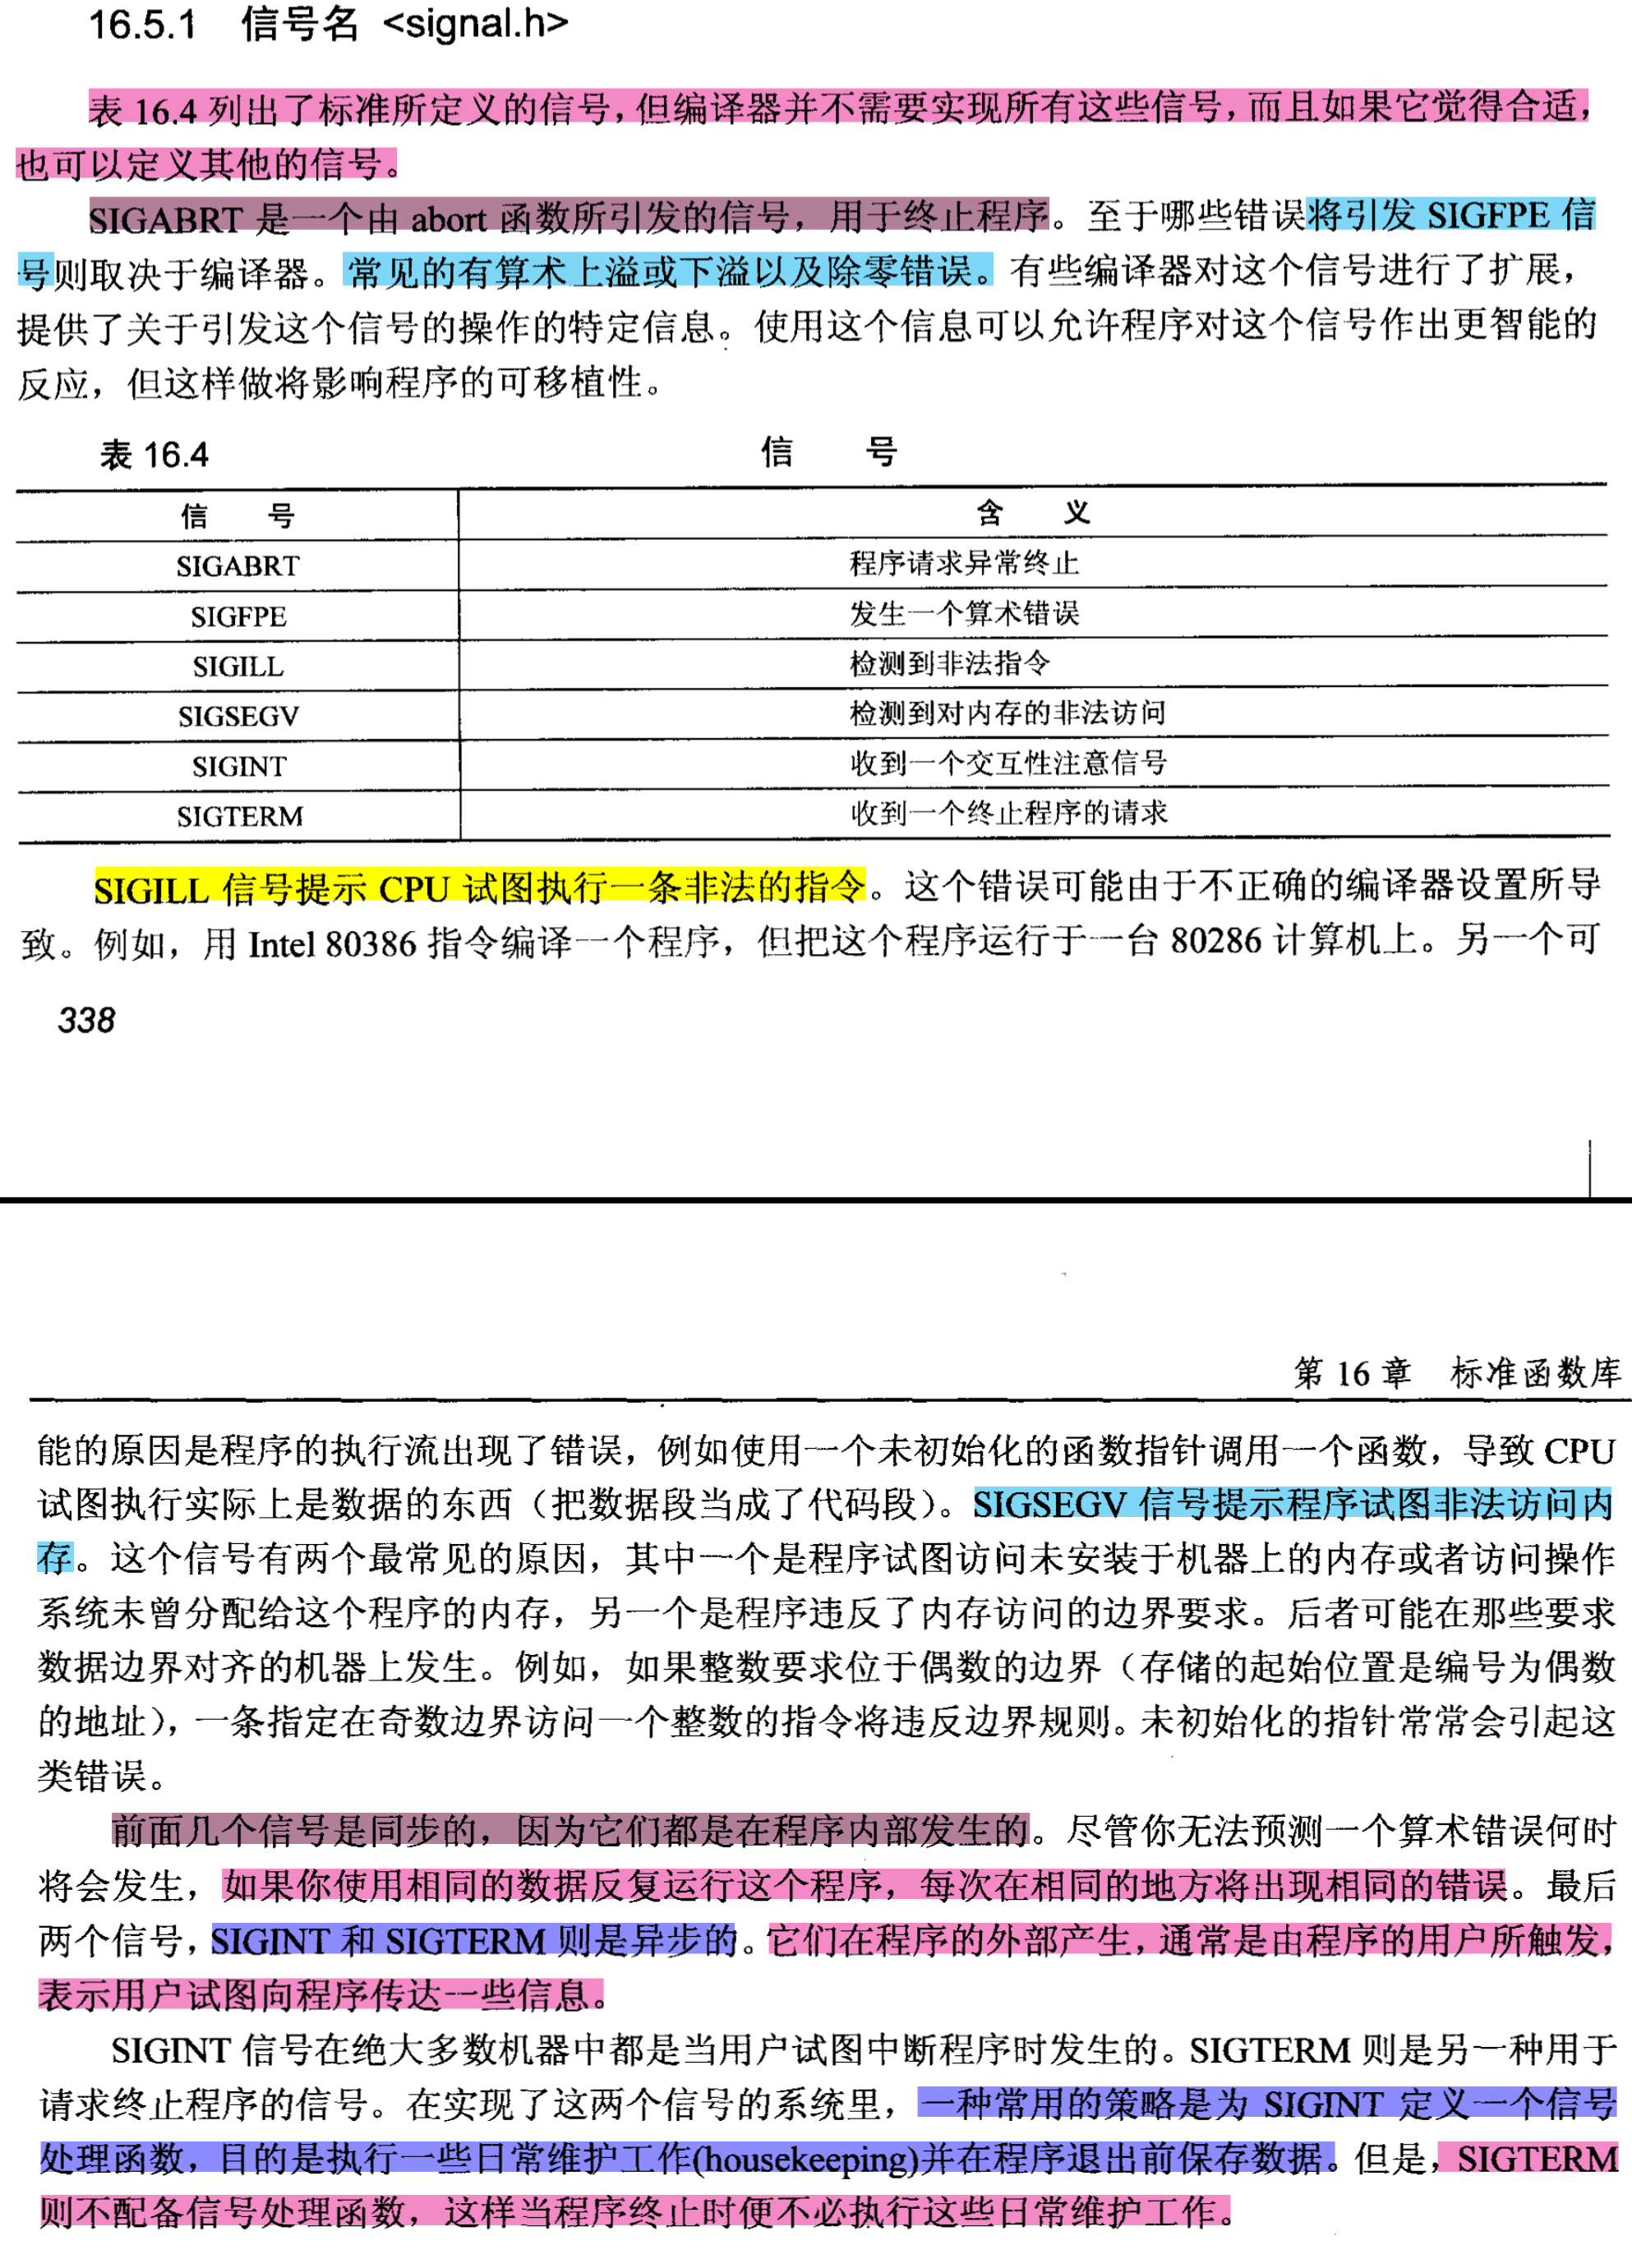 16.5.1 信号名 <signal.h>
表 16.4 列出了标准所定义的信号，但编译器并不需要实现所有这些信号，而且如果它觉得合适，
也可以定义其他的信号。
SIGABRT 是一个由 abort 函数所引发的信号，用于终止程序。至于哪些错误将引发 SIGFPE 信
号则取决于编译器。常见的有算术上溢或下溢以及除零错误。有些编译器对这个信号进行了扩展，
提供了关于引发这个信号的操作的特定信息。使用这个信息可以允许程序对这个信号作出更智能的
反应，但这样做将影响程序的可移植性。
表 16.4 信 号
信 号 含 义
SIGABRT 程序请求异常终止
SIGFPE 发生一个算术错误
SIGILL 检测到非法指令
SIGSEGV 检测到对内存的非法访问
SIGINT 收到一个交互性注意信号
SIGTERM 收到一个终止程序的请求
SIGILL 信号提示 CPU 试图执行一条非法的指令。这个错误可能由于不正确的编译器设置所导
致。例如，用 Intel 80386 指令编译一个程序，但把这个程序运行于一台 80286 计算机上。另一个可
338
第 16 章 标准函数库
能的原因是程序的执行流出现了错误，例如使用一个未初始化的函数指针调用一个函数，导致 CPU
试图执行实际上是数据的东西（把数据段当成了代码段）。SIGSEGV 信号提示程序试图非法访问内
存。这个信号有两个最常见的原因，其中一个是程序试图访问未安装于机器上的内存或者访问操作
系统未曾分配给这个程序的内存，另一个是程序违反了内存访问的边界要求。后者可能在那些要求
数据边界对齐的机器上发生。例如，如果整数要求位于偶数的边界（存储的起始位置是编号为偶数
的地址），一条指定在奇数边界访问一个整数的指令将违反边界规则。未初始化的指针常常会引起这
类错误。
前面几个信号是同步的，因为它们都是在程序内部发生的。尽管你无法预测一个算术错误何时
将会发生，如果你使用相同的数据反复运行这个程序，每次在相同的地方将出现相同的错误。最后
两个信号，SIGINT 和 SIGTERM 则是异步的。它们在程序的外部产生，通常是由程序的用户所触发，
表示用户试图向程序传达一些信息。
SIGINT 信号在绝大多数机器中都是当用户试图中断程序时发生的。SIGTERM 则是另一种用于
请求终止程序的信号。在实现了这两个信号的系统里，一种常用的策略是为 SIGINT 定义一个信号
处理函数，目的是执行一些日常维护工作(housekeeping)并在程序退出前保存数据。但是，SIGTERM
则不配备信号处理函数，这样当程序终止时便不必执行这些日常维护工作。